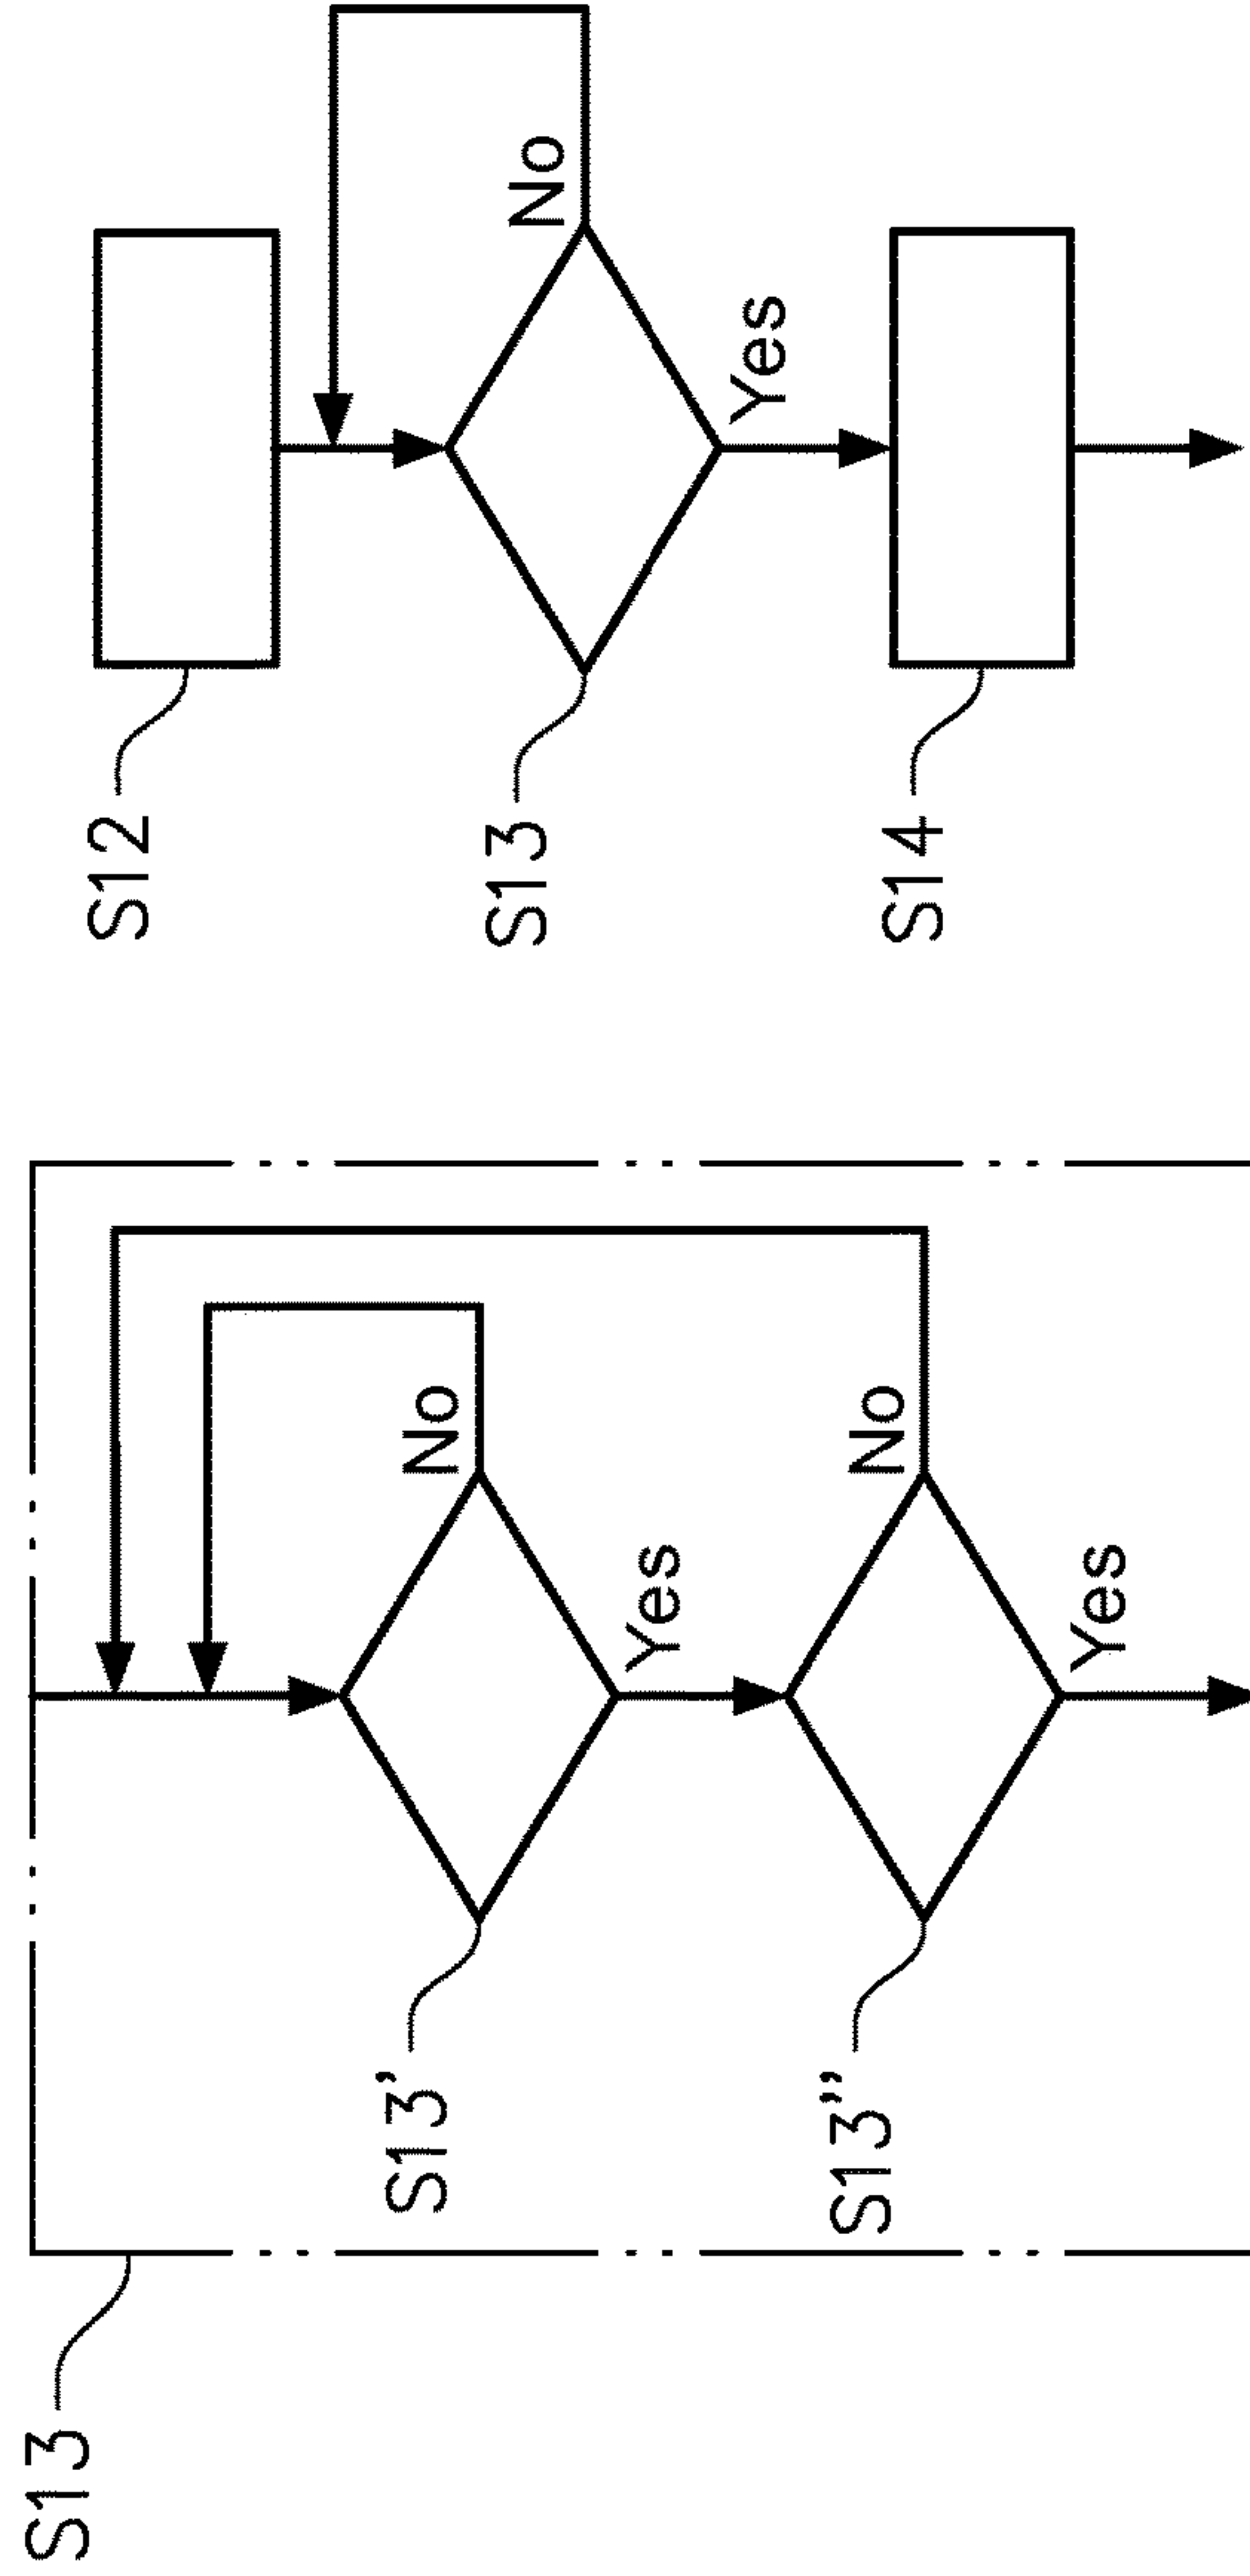 S13
S13'
No
Yes
S13''
No
Yes
S12
S13
No
Yes
S14